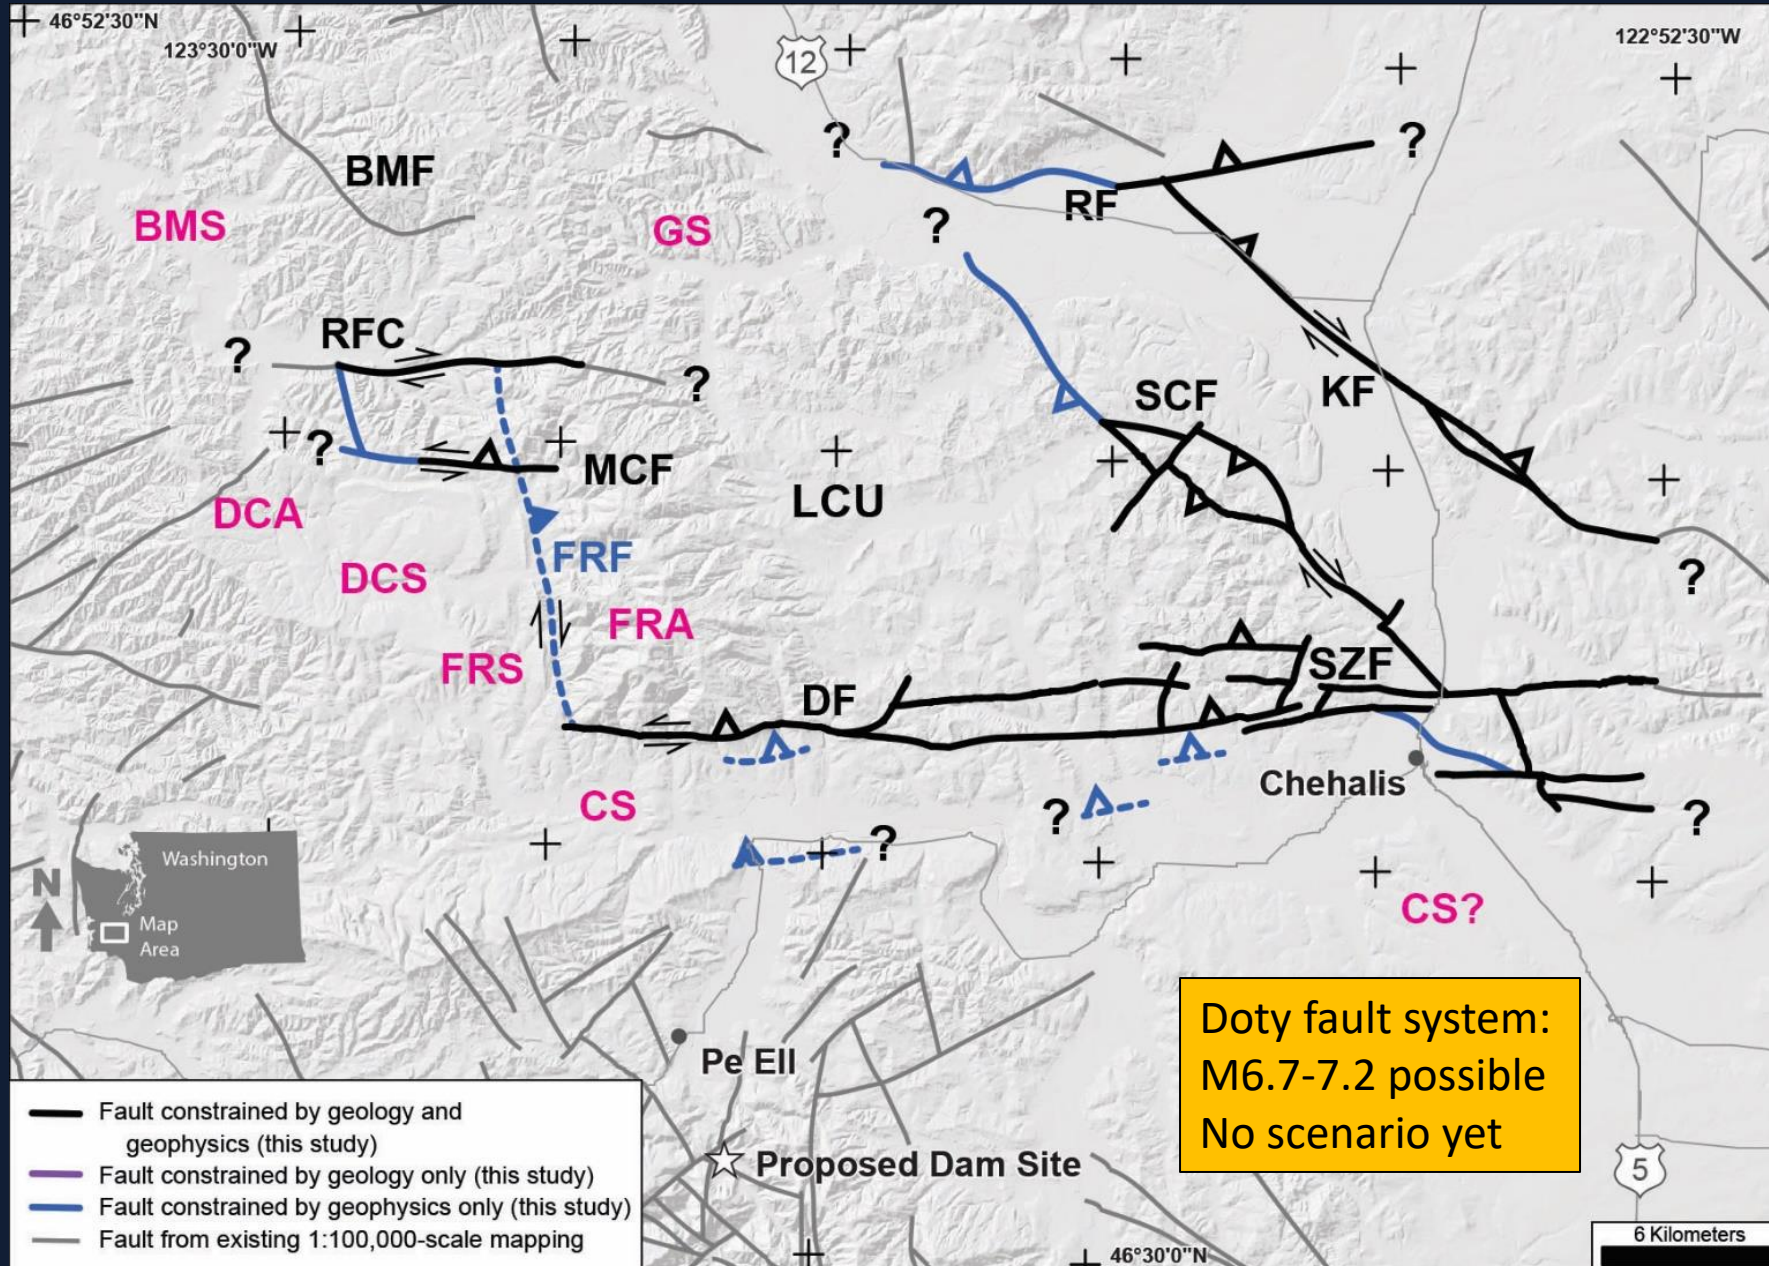 46°52'30"N
123°30'0"W
12
122°52'30"W
?
?
BMF
RF
BMS
GS
?
RFC
?
?
SCF
KF
?
MCF
LCU
DCA
FRF
DCS
?
FRA
FRS
SZF
DF
Chehalis
CS
?
?
?
Washington
N
Map
Area
CS?
Doty fault system:
M6.7-7.2 possible
No scenario yet
Pe Ell
Proposed Dam Site
5
Fault constrained by geology and
geophysics (this study)
Fault constrained by geology only (this study)
Fault constrained by geophysics only (this study)
Fault from existing 1:100,000-scale mapping
6 Kilometers
46°30'0"N